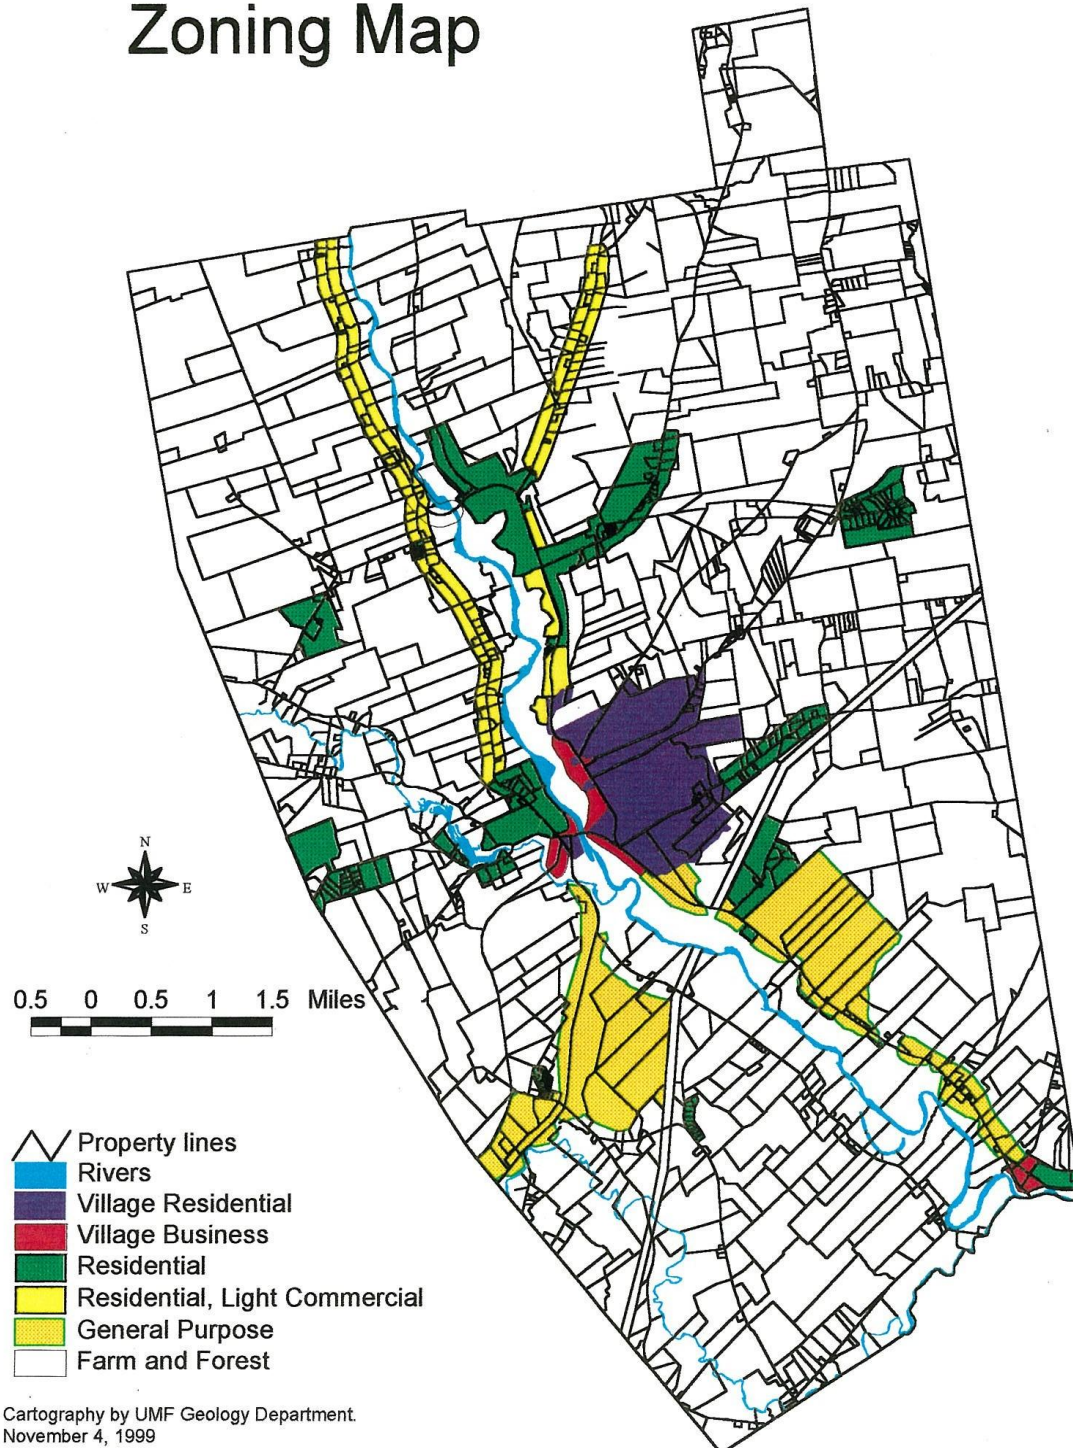 Zoning Map
N
W E
S
0.5 0 0.5 1 1.5 Miles
Property lines
Rivers
Village Residential
Village Business
Residential
Residential, Light Commercial
General Purpose
Farm and Forest
Cartography by UMF Geology Department.
November 4, 1999